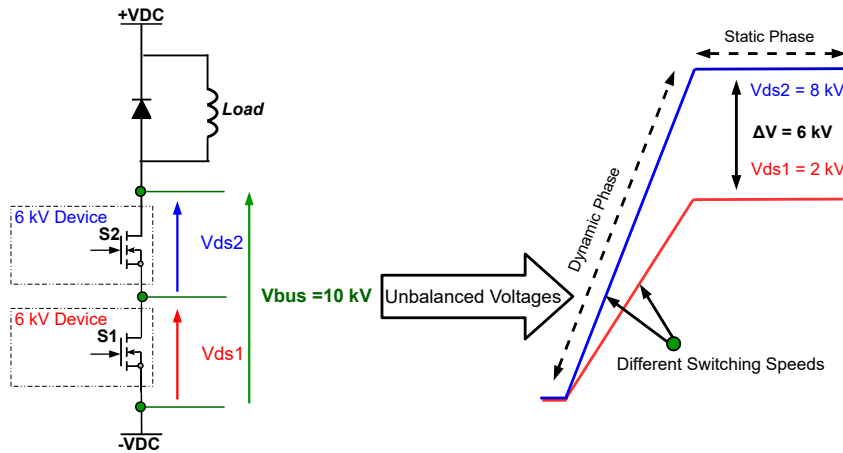 +VDC
Load
6 kV Device
S2
Vds2
6 kV Device
S1
Vds1
Vbus =10 kV
-VDC
Unbalanced Voltages
Static Phase
Vds2 = 8 kV
ΔV = 6 kV
Vds1 = 2 kV
Dynamic Phase
Different Switching Speeds